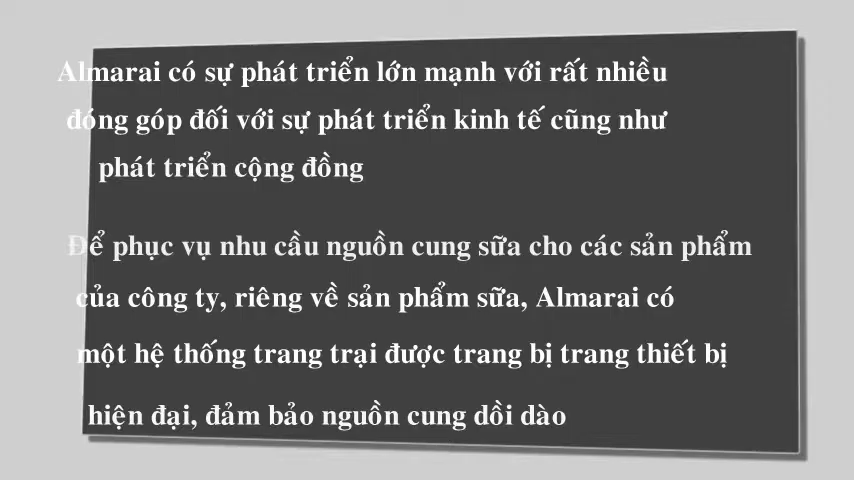 Almarai có sự phát triển lớn mạnh với rất nhiều
đóng góp đối với sự phát triển kinh tế cũng như
phát triển cộng đồng
Để phục vụ nhu cầu nguồn cung sữa cho các sản phẩm
của công ty, riêng về sản phẩm sữa, Almarai có
một hệ thống trang trại được trang bị trang thiết bị
hiện đại, đảm bảo nguồn cung dồi dào